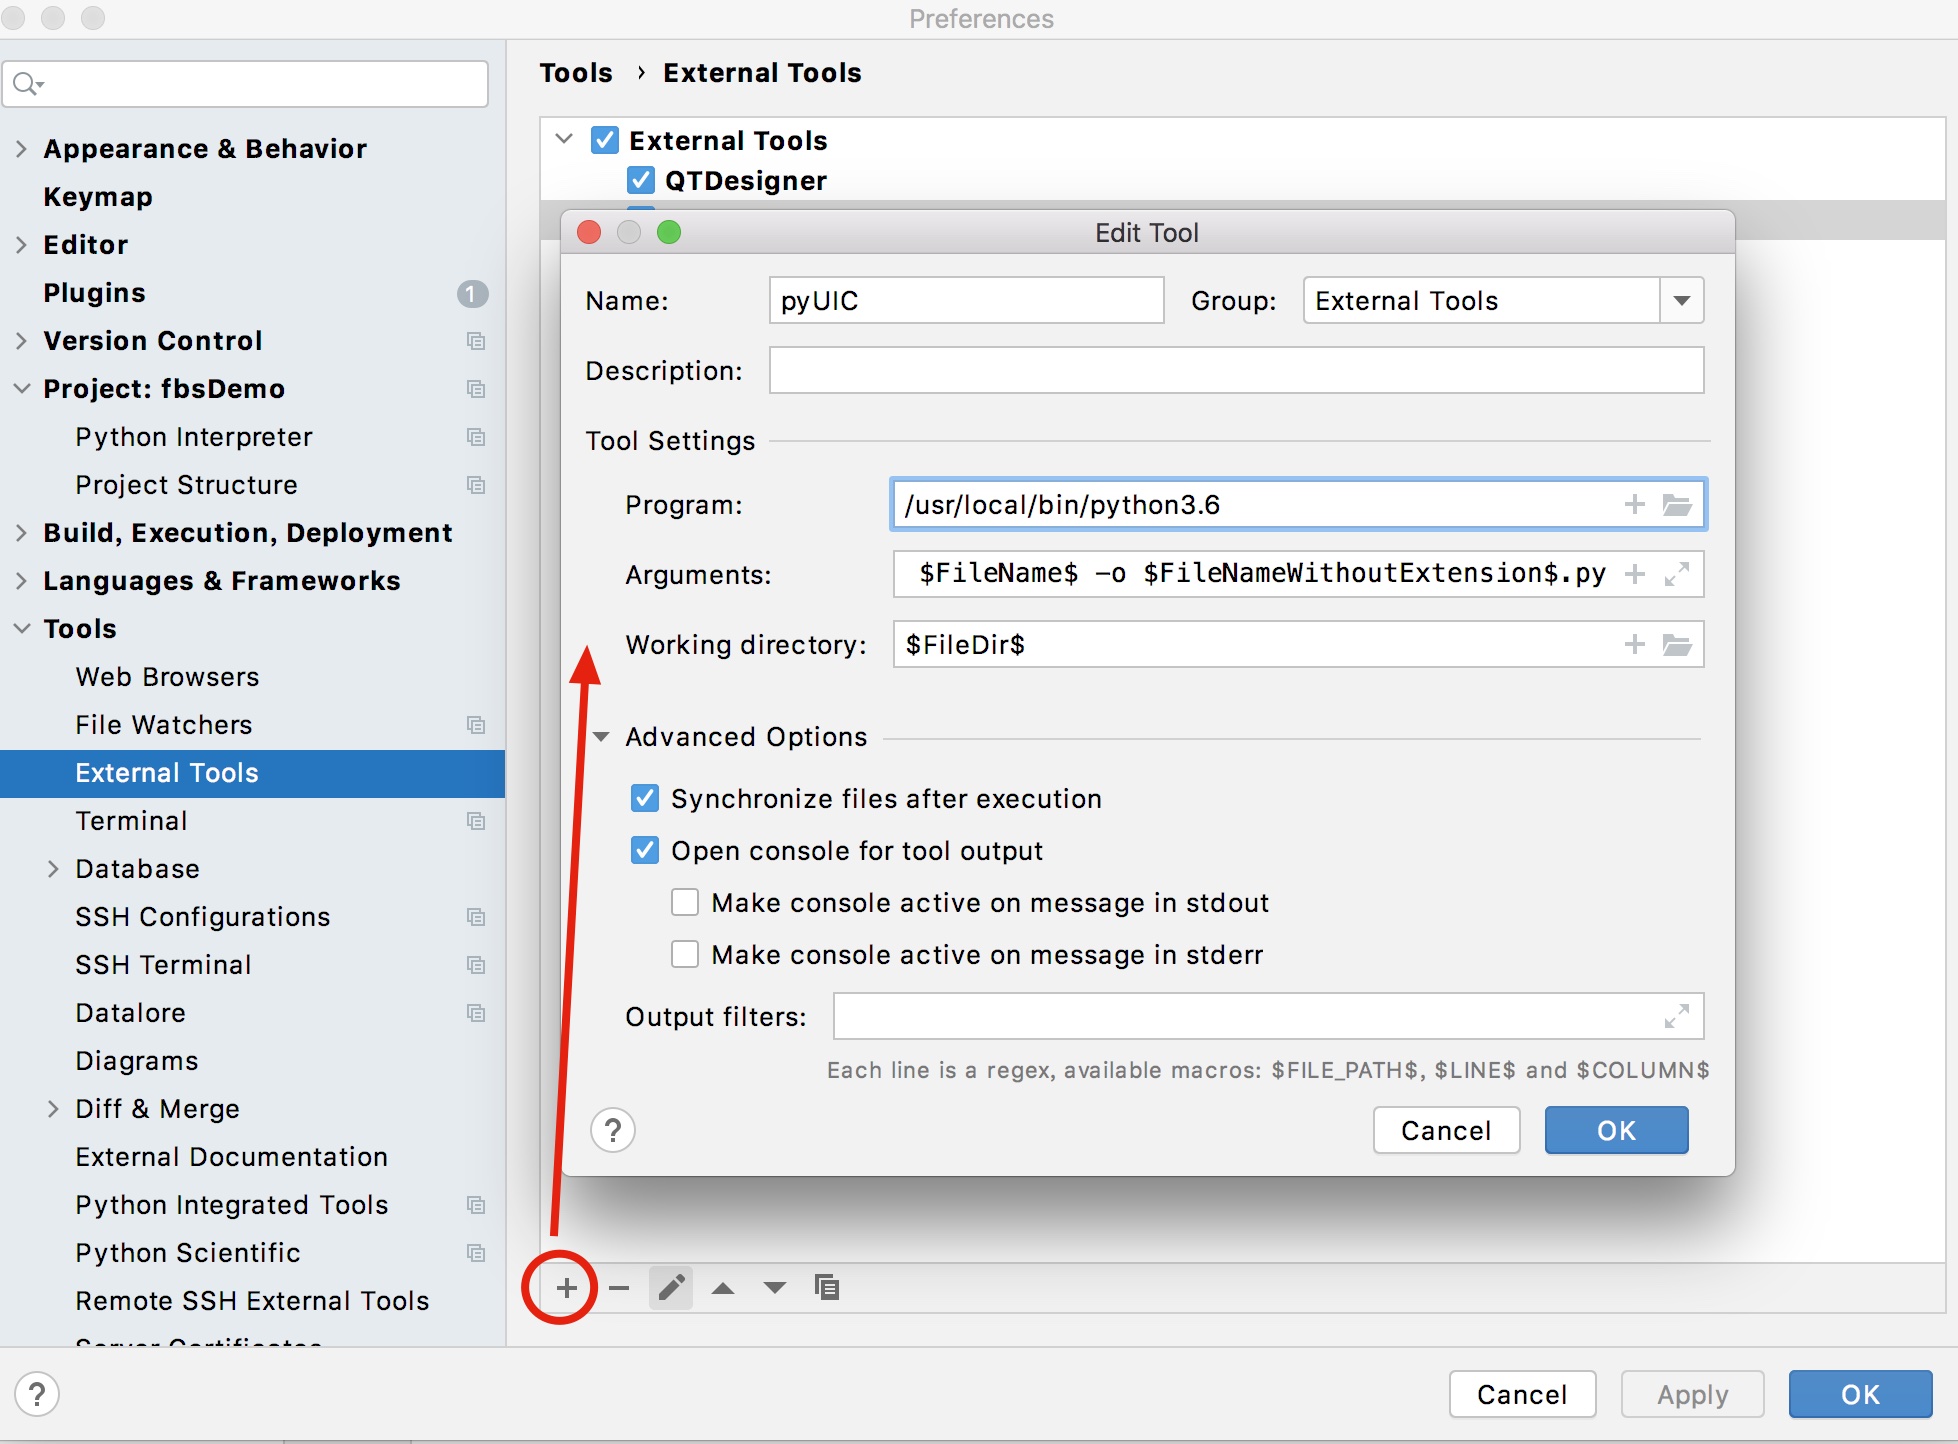 Preferences
Tools › External Tools
Appearance & Behavior
Keymap
Editor
Plugins 1
Version Control
Project: fbsDemo
Python Interpreter
Project Structure
Build, Execution, Deployment
Languages & Frameworks
Tools
Web Browsers
File Watchers
External Tools
Terminal
Database
SSH Configurations
SSH Terminal
Datalore
Diagrams
Diff & Merge
External Documentation
Python Integrated Tools
Python Scientific
Remote SSH External Tools
Server Certificates
External Tools
QTDesigner
Edit Tool
Name: pyUIC Group: External Tools
Description:
Tool Settings
Program: /usr/local/bin/python3.6
Arguments: $FileName$ -o $FileNameWithoutExtension$.py
Working directory: $FileDir$
Advanced Options
Synchronize files after execution
Open console for tool output
Make console active on message in stdout
Make console active on message in stderr
Output filters:
Each line is a regex, available macros: $FILE_PATH$, $LINE$ and $COLUMN$
? Cancel OK
? Cancel Apply OK